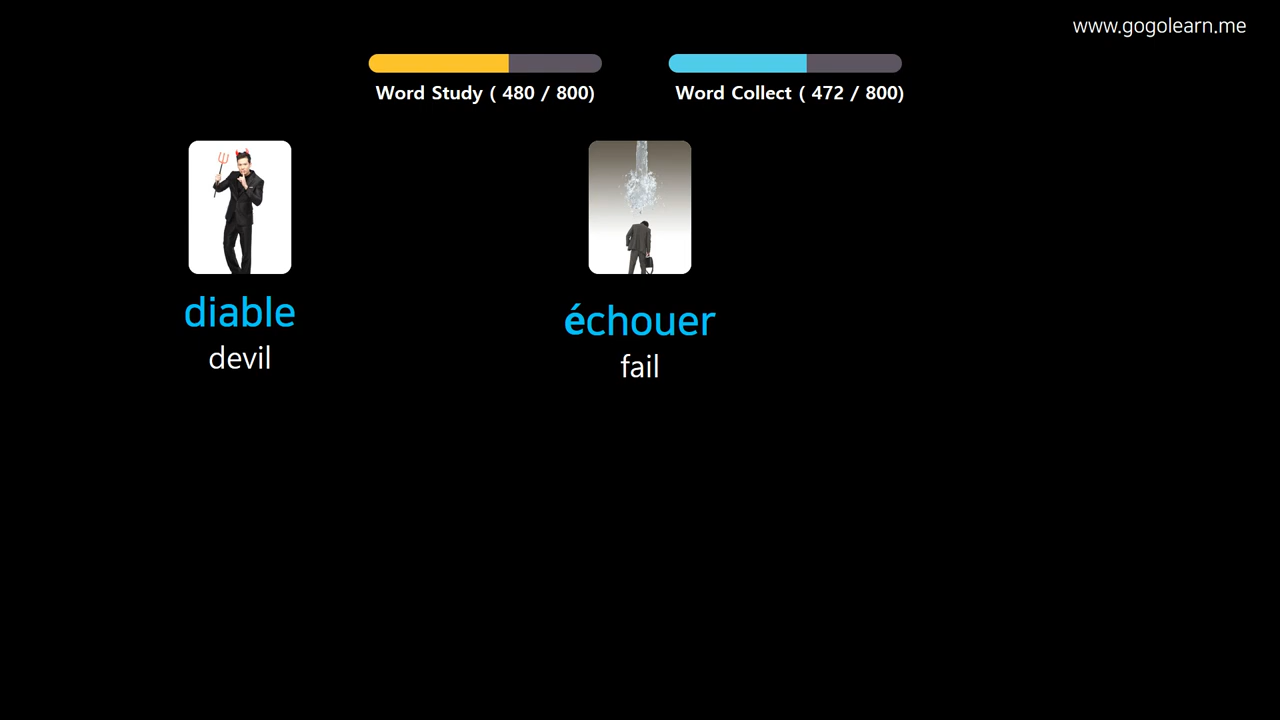 www.gogolearn.me
Word Study ( 480 / 800)
Word Collect ( 472 / 800)
diable
devil
échouer
fail